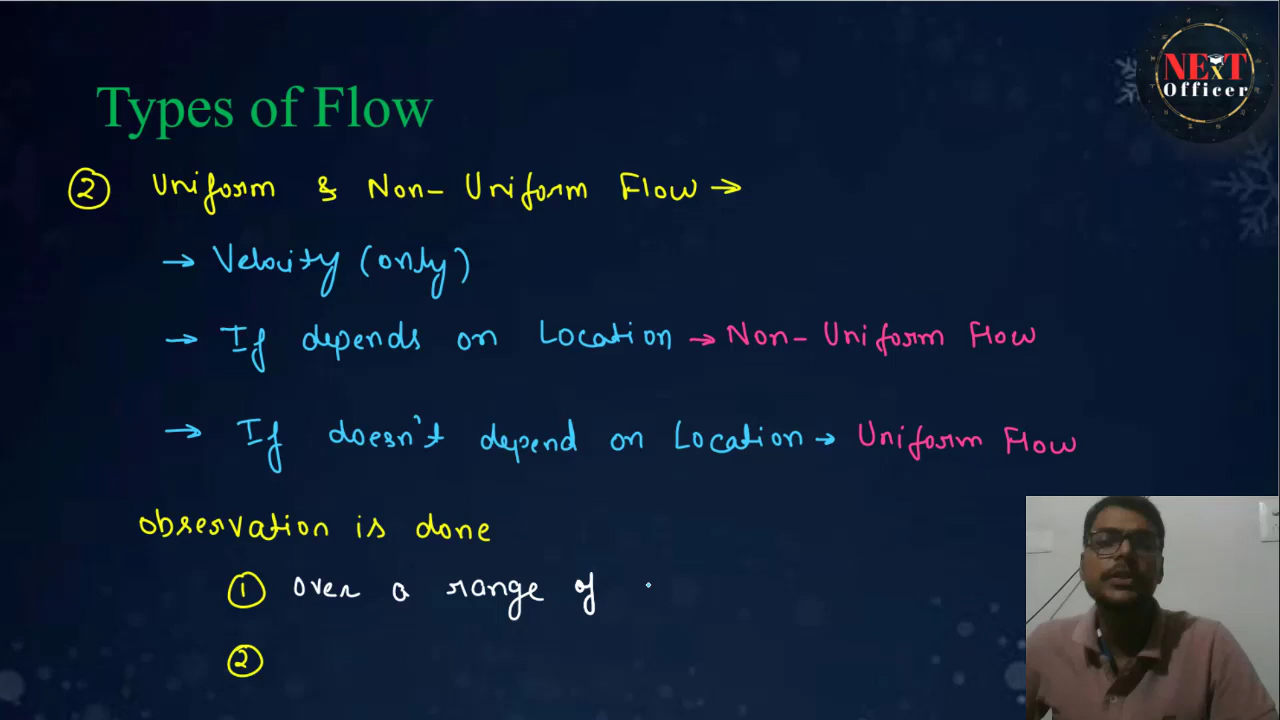 NEXT
Officer
Types of Flow
② Uniform & Non-Uniform Flow →
→ Velocity (only)
→ If depends on Location → Non-Uniform Flow
→ If doesn't depend on Location → Uniform Flow
observation is done
① over a range of
②